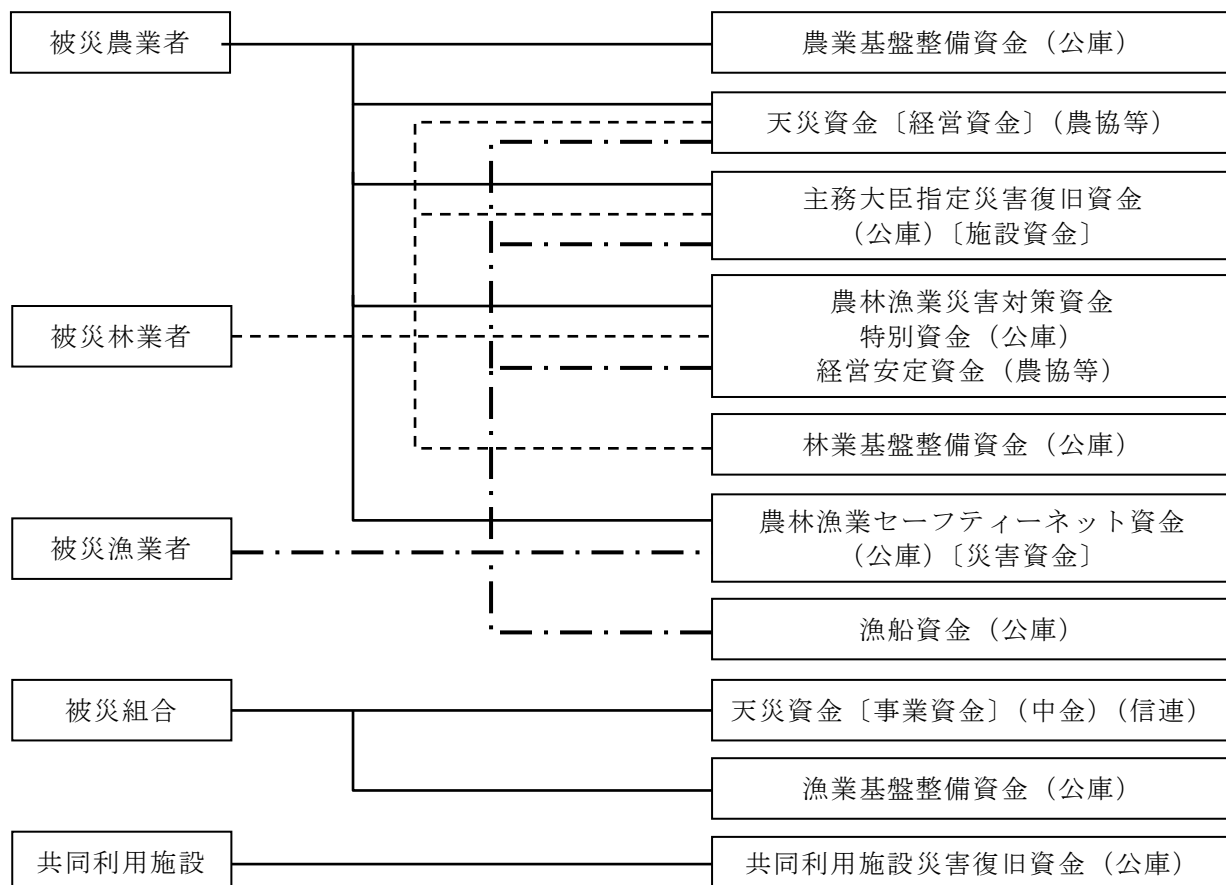 被災農業者
農業基盤整備資金（公庫）
天災資金〔経営資金〕（農協等）
主務大臣指定災害復旧資金
（公庫）〔施設資金〕
農林漁業災害対策資金
特別資金（公庫）
経営安定資金（農協等）
被災林業者
林業基盤整備資金（公庫）
農林漁業セーフティーネット資金
（公庫）〔災害資金〕
被災漁業者
漁船資金（公庫）
被災組合
天災資金〔事業資金〕（中金）（信連）
漁業基盤整備資金（公庫）
共同利用施設
共同利用施設災害復旧資金（公庫）